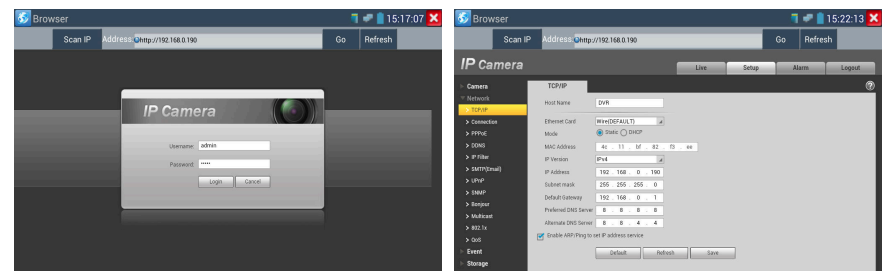 Browser
15:17:07
Scan IP Address: http://192.168.0.190 Go Refresh
IP Camera
Username: admin
Password: •••••
Login Cancel
Browser
15:22:13
Scan IP Address: http://192.168.0.190 Go Refresh
IP Camera
Live Setup Alarm Logout
Camera
Network
> TCP/IP
> Connection
> PPPoE
> DDNS
> IP Filter
> SMTP(Email)
> UPnP
> SNMP
> Bonjour
> Multicast
> 802.1x
> QoS
Event
Storage
TCP/IP
Host Name DVR
Ethernet Card Wire(DEFAULT)
Mode Static DHCP
MAC Address 4c . 11 . bf . 82 . f3 . ee
IP Version IPv4
IP Address 192 . 168 . 0 . 190
Subnet mask 255 . 255 . 255 . 0
Default Gateway 192 . 168 . 0 . 1
Preferred DNS Server 8 . 8 . 8 . 8
Alternate DNS Server 8 . 8 . 4 . 4
Enable ARP/Ping to set IP address service
Default Refresh Save